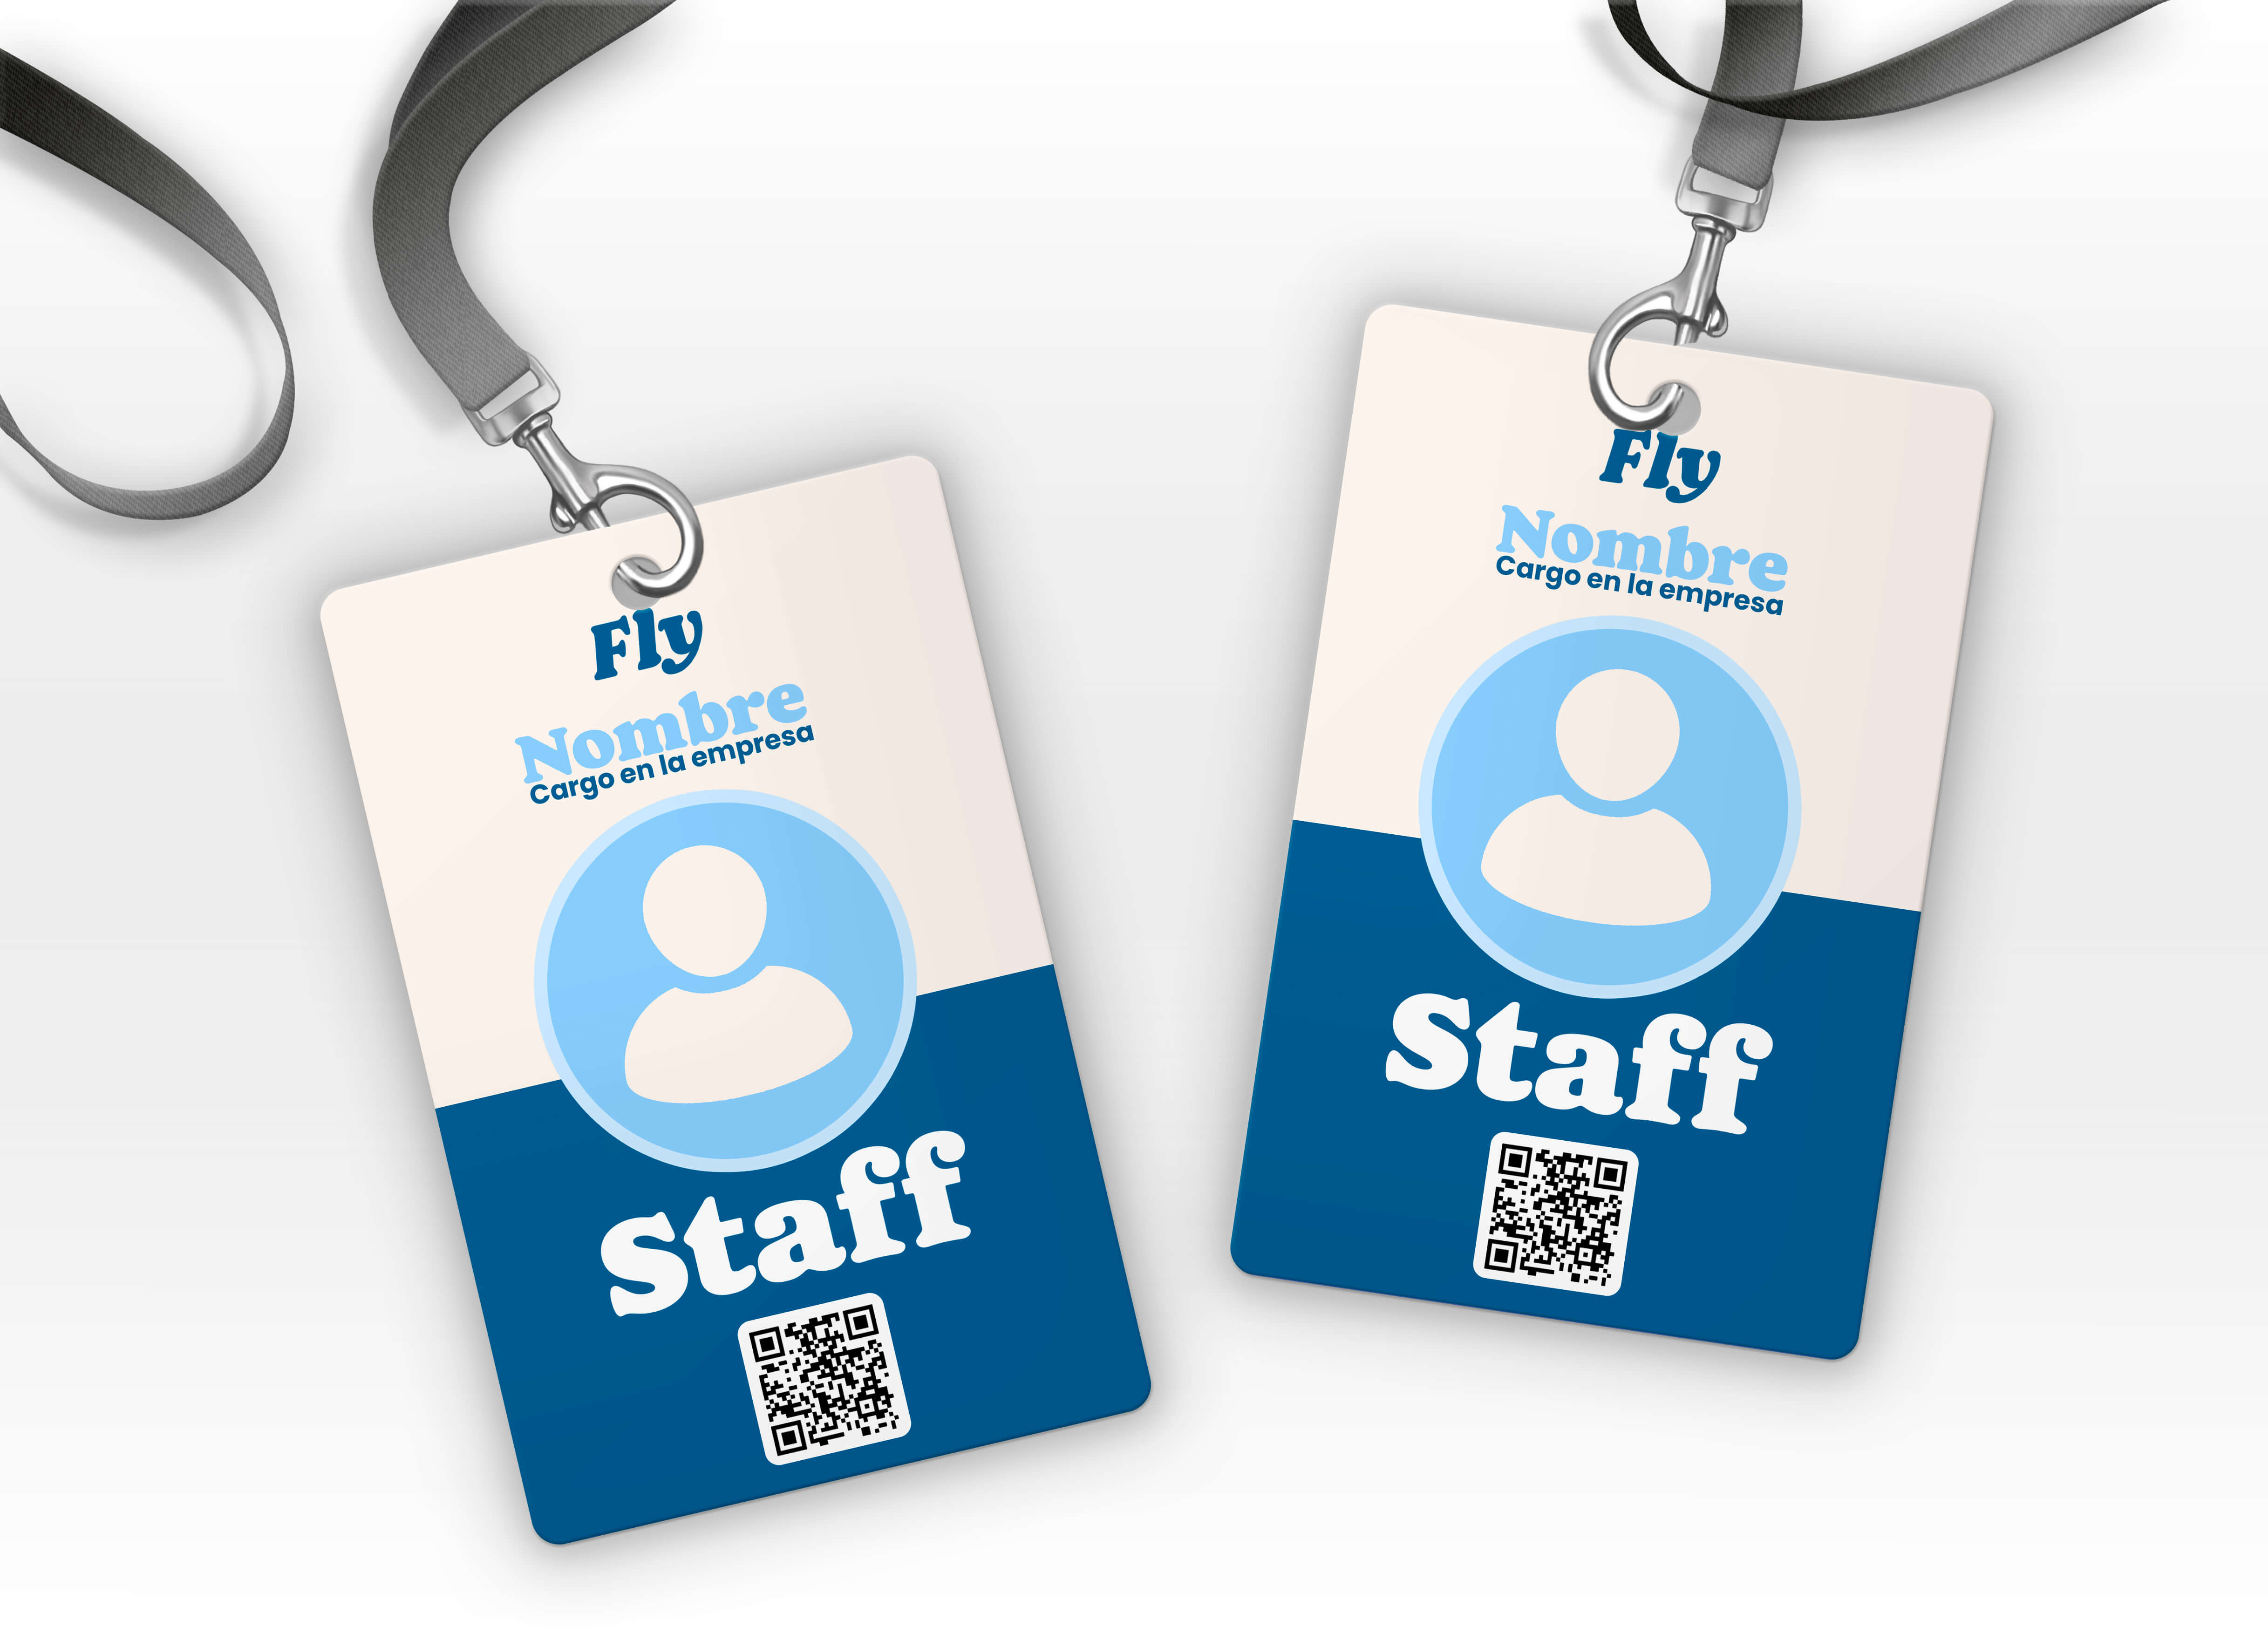 Fly
Nombre
Cargo en la empresa
Staff
Fly
Nombre
Cargo en la empresa
Staff